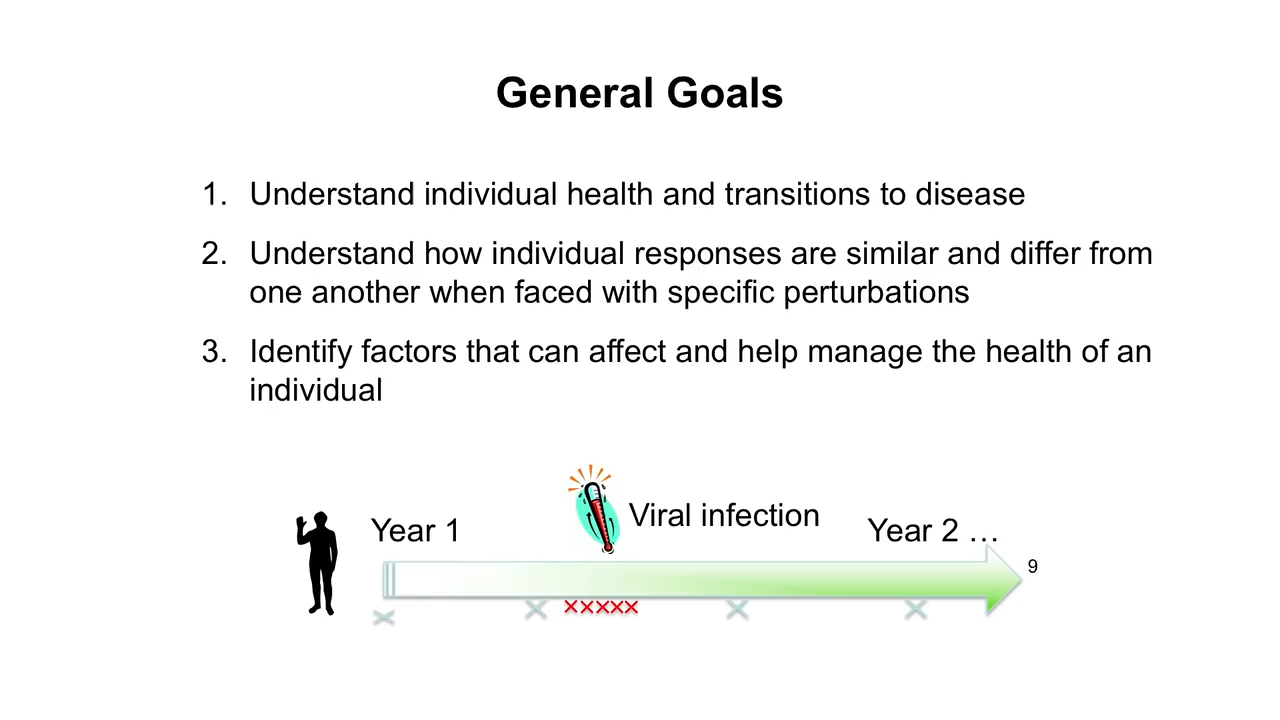 General Goals
1. Understand individual health and transitions to disease
2. Understand how individual responses are similar and differ from
one another when faced with specific perturbations
3. Identify factors that can affect and help manage the health of an
individual
Viral infection
Year 1
Year 2 …
9
×××××